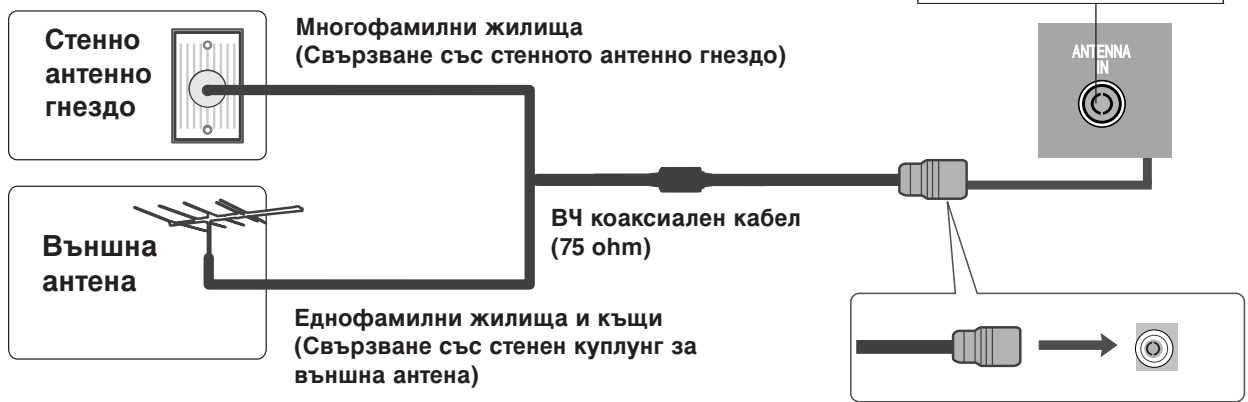 Стенно
антенно
гнездо
Многофамилни жилища
(Свързване със стенното антенно гнездо)
ANTENNA
IN
Външна
антена
ВЧ коаксиален кабел
(75 ohm)
Еднофамилни жилища и къщи
(Свързване със стенен куплунг за
външна антена)